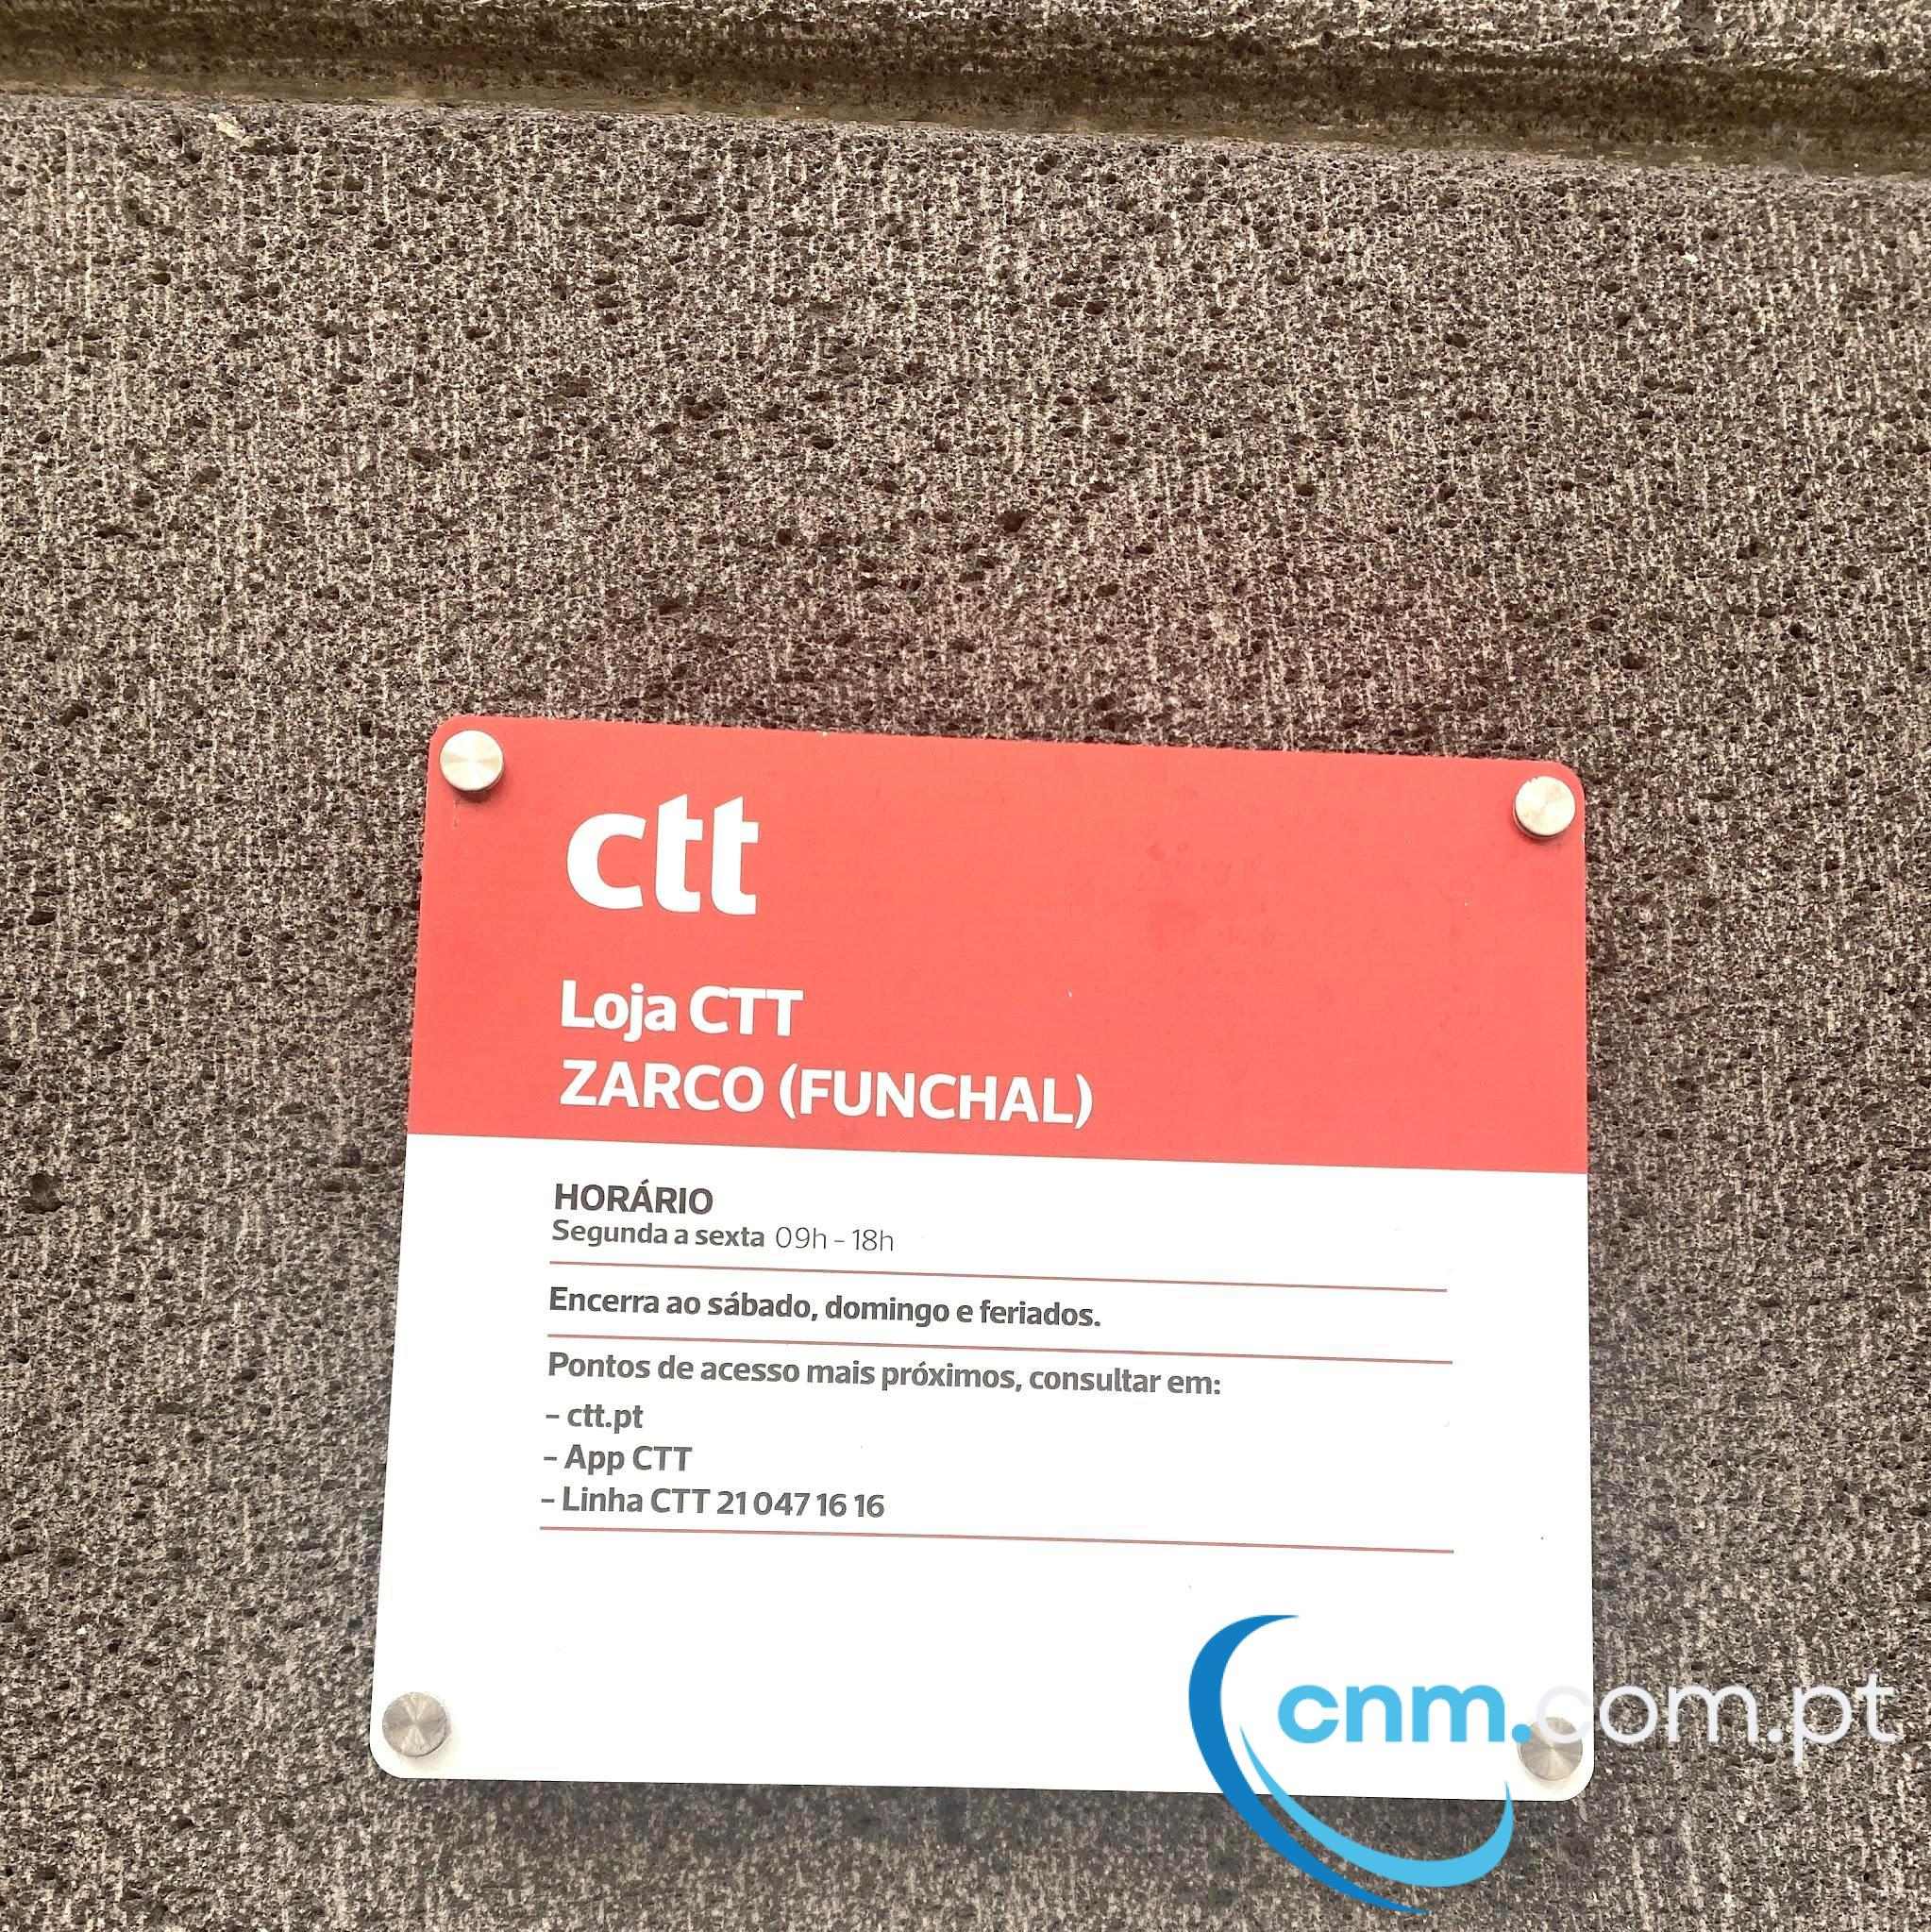 ctt
Loja CTT
ZARCO (FUNCHAL)
HORÁRIO
Segunda a sexta 09h - 18h
Encerra ao sábado, domingo e feriados.
Pontos de acesso mais próximos, consultar em:
- ctt.pt
- App CTT
- Linha CTT 21 047 16 16
cnm.com.pt